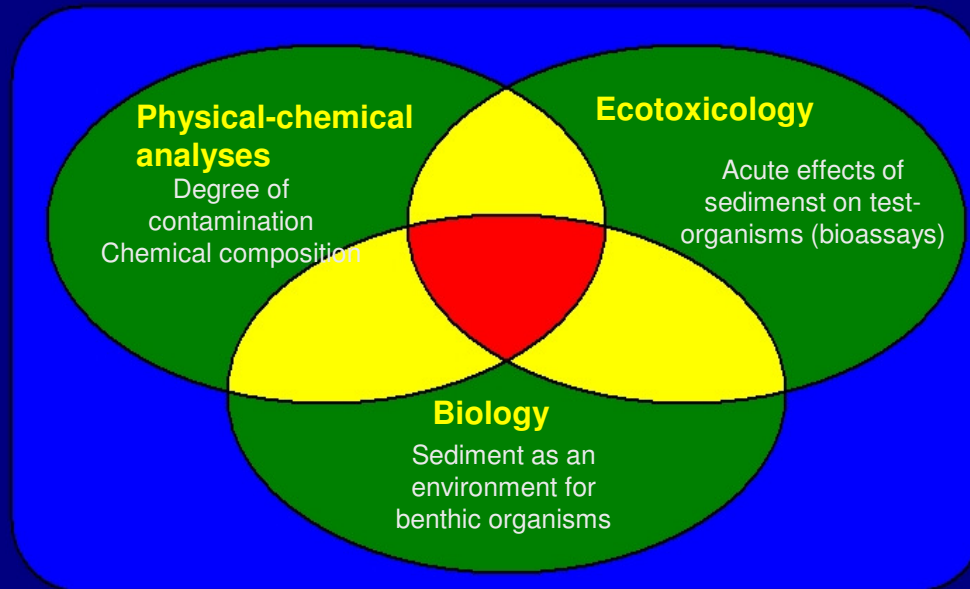 Physical-chemical
analyses
Degree of
contamination
Chemical composition
Ecotoxicology
Acute effects of
sedimenst on test-
organisms (bioassays)
Biology
Sediment as an
environment for
benthic organisms